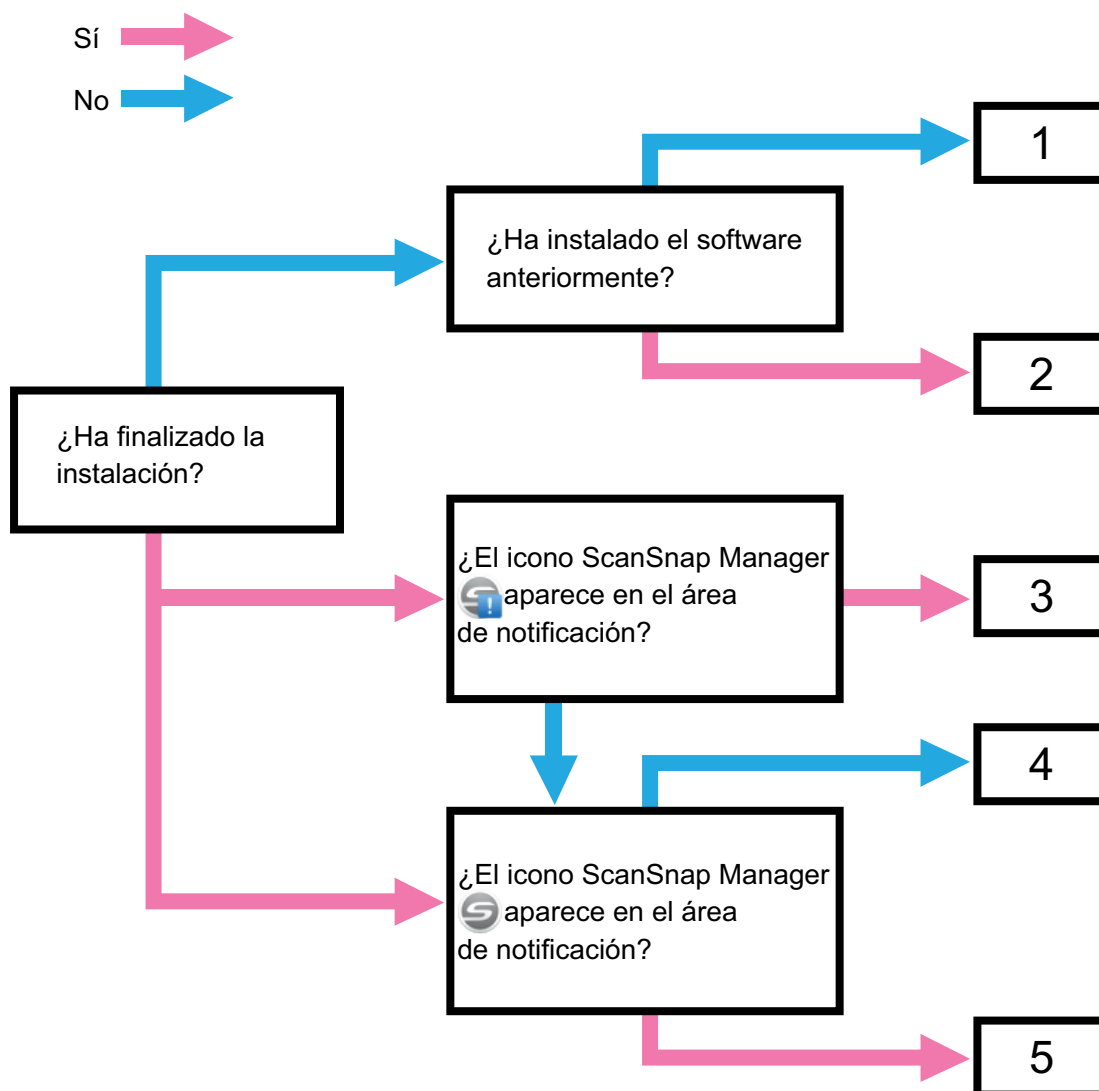 Sí
No
1
¿Ha instalado el software
anteriormente?
2
¿Ha finalizado la
instalación?
¿El icono ScanSnap Manager
aparece en el área
de notificación?
3
4
¿El icono ScanSnap Manager
aparece en el área
de notificación?
5